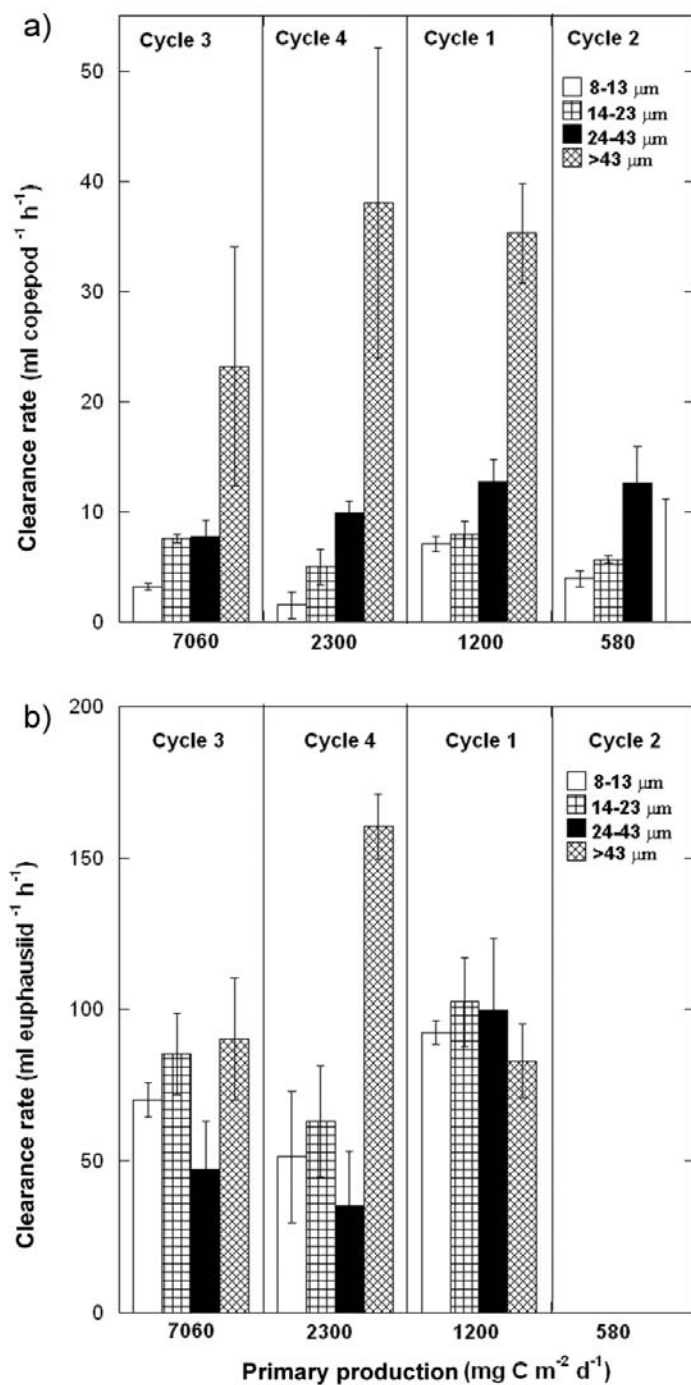 a)
Cycle 3 Cycle 4 Cycle 1 Cycle 2
8-13 μm
14-23 μm
24-43 μm
>43 μm
Clearance rate (ml copepod⁻¹ h⁻¹)
50
40
30
20
10
0
7060 2300 1200 580
b)
Cycle 3 Cycle 4 Cycle 1 Cycle 2
8-13 μm
14-23 μm
24-43 μm
>43 μm
Clearance rate (ml euphausiid⁻¹ h⁻¹)
200
150
100
50
0
7060 2300 1200 580
Primary production (mg C m⁻² d⁻¹)